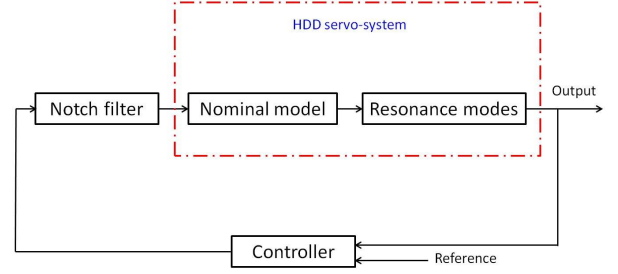 HDD servo-system
Output
Notch filter
Nominal model
Resonance modes
Controller
Reference